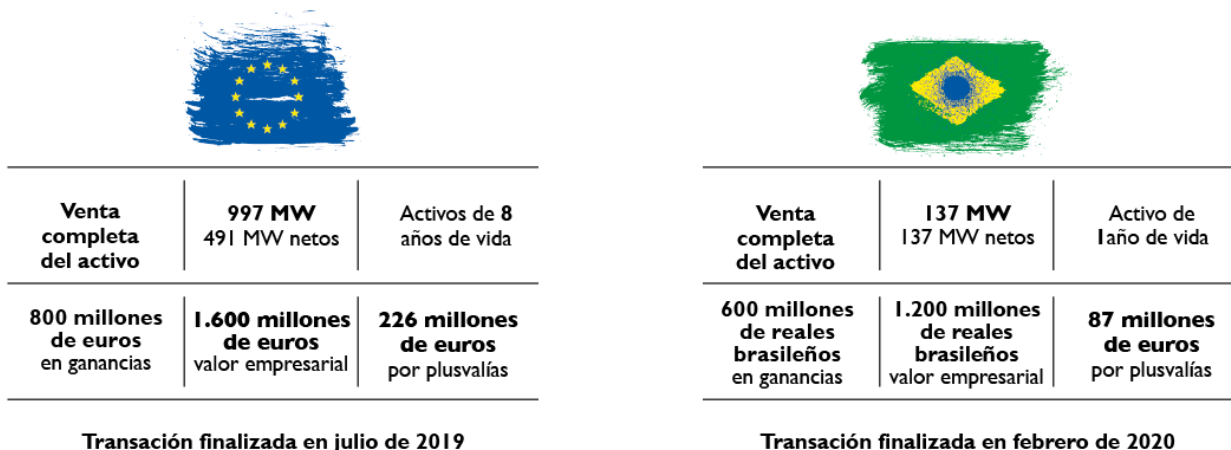 Venta
completa
del activo
997 MW
491 MW netos
Activos de 8
años de vida
800 millones
de euros
en ganancias
1.600 millones
de euros
valor empresarial
226 millones
de euros
por plusvalías
Transación finalizada en julio de 2019
Venta
completa
del activo
137 MW
137 MW netos
Activo de
1año de vida
600 millones
de reales
brasileños
en ganancias
1.200 millones
de reales
brasileños
valor empresarial
87 millones
de euros
por plusvalías
Transación finalizada en febrero de 2020